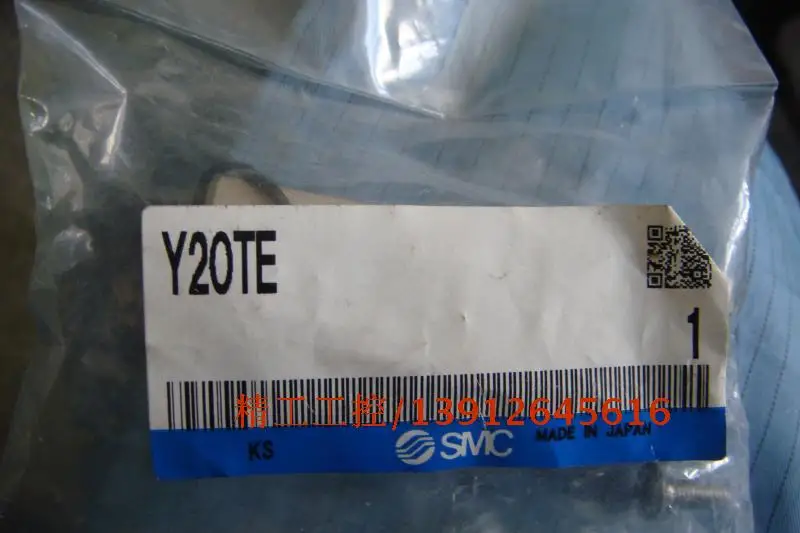 Y20TE
1
精工工控/13912645616
KS
SMC
MADE IN JAPAN